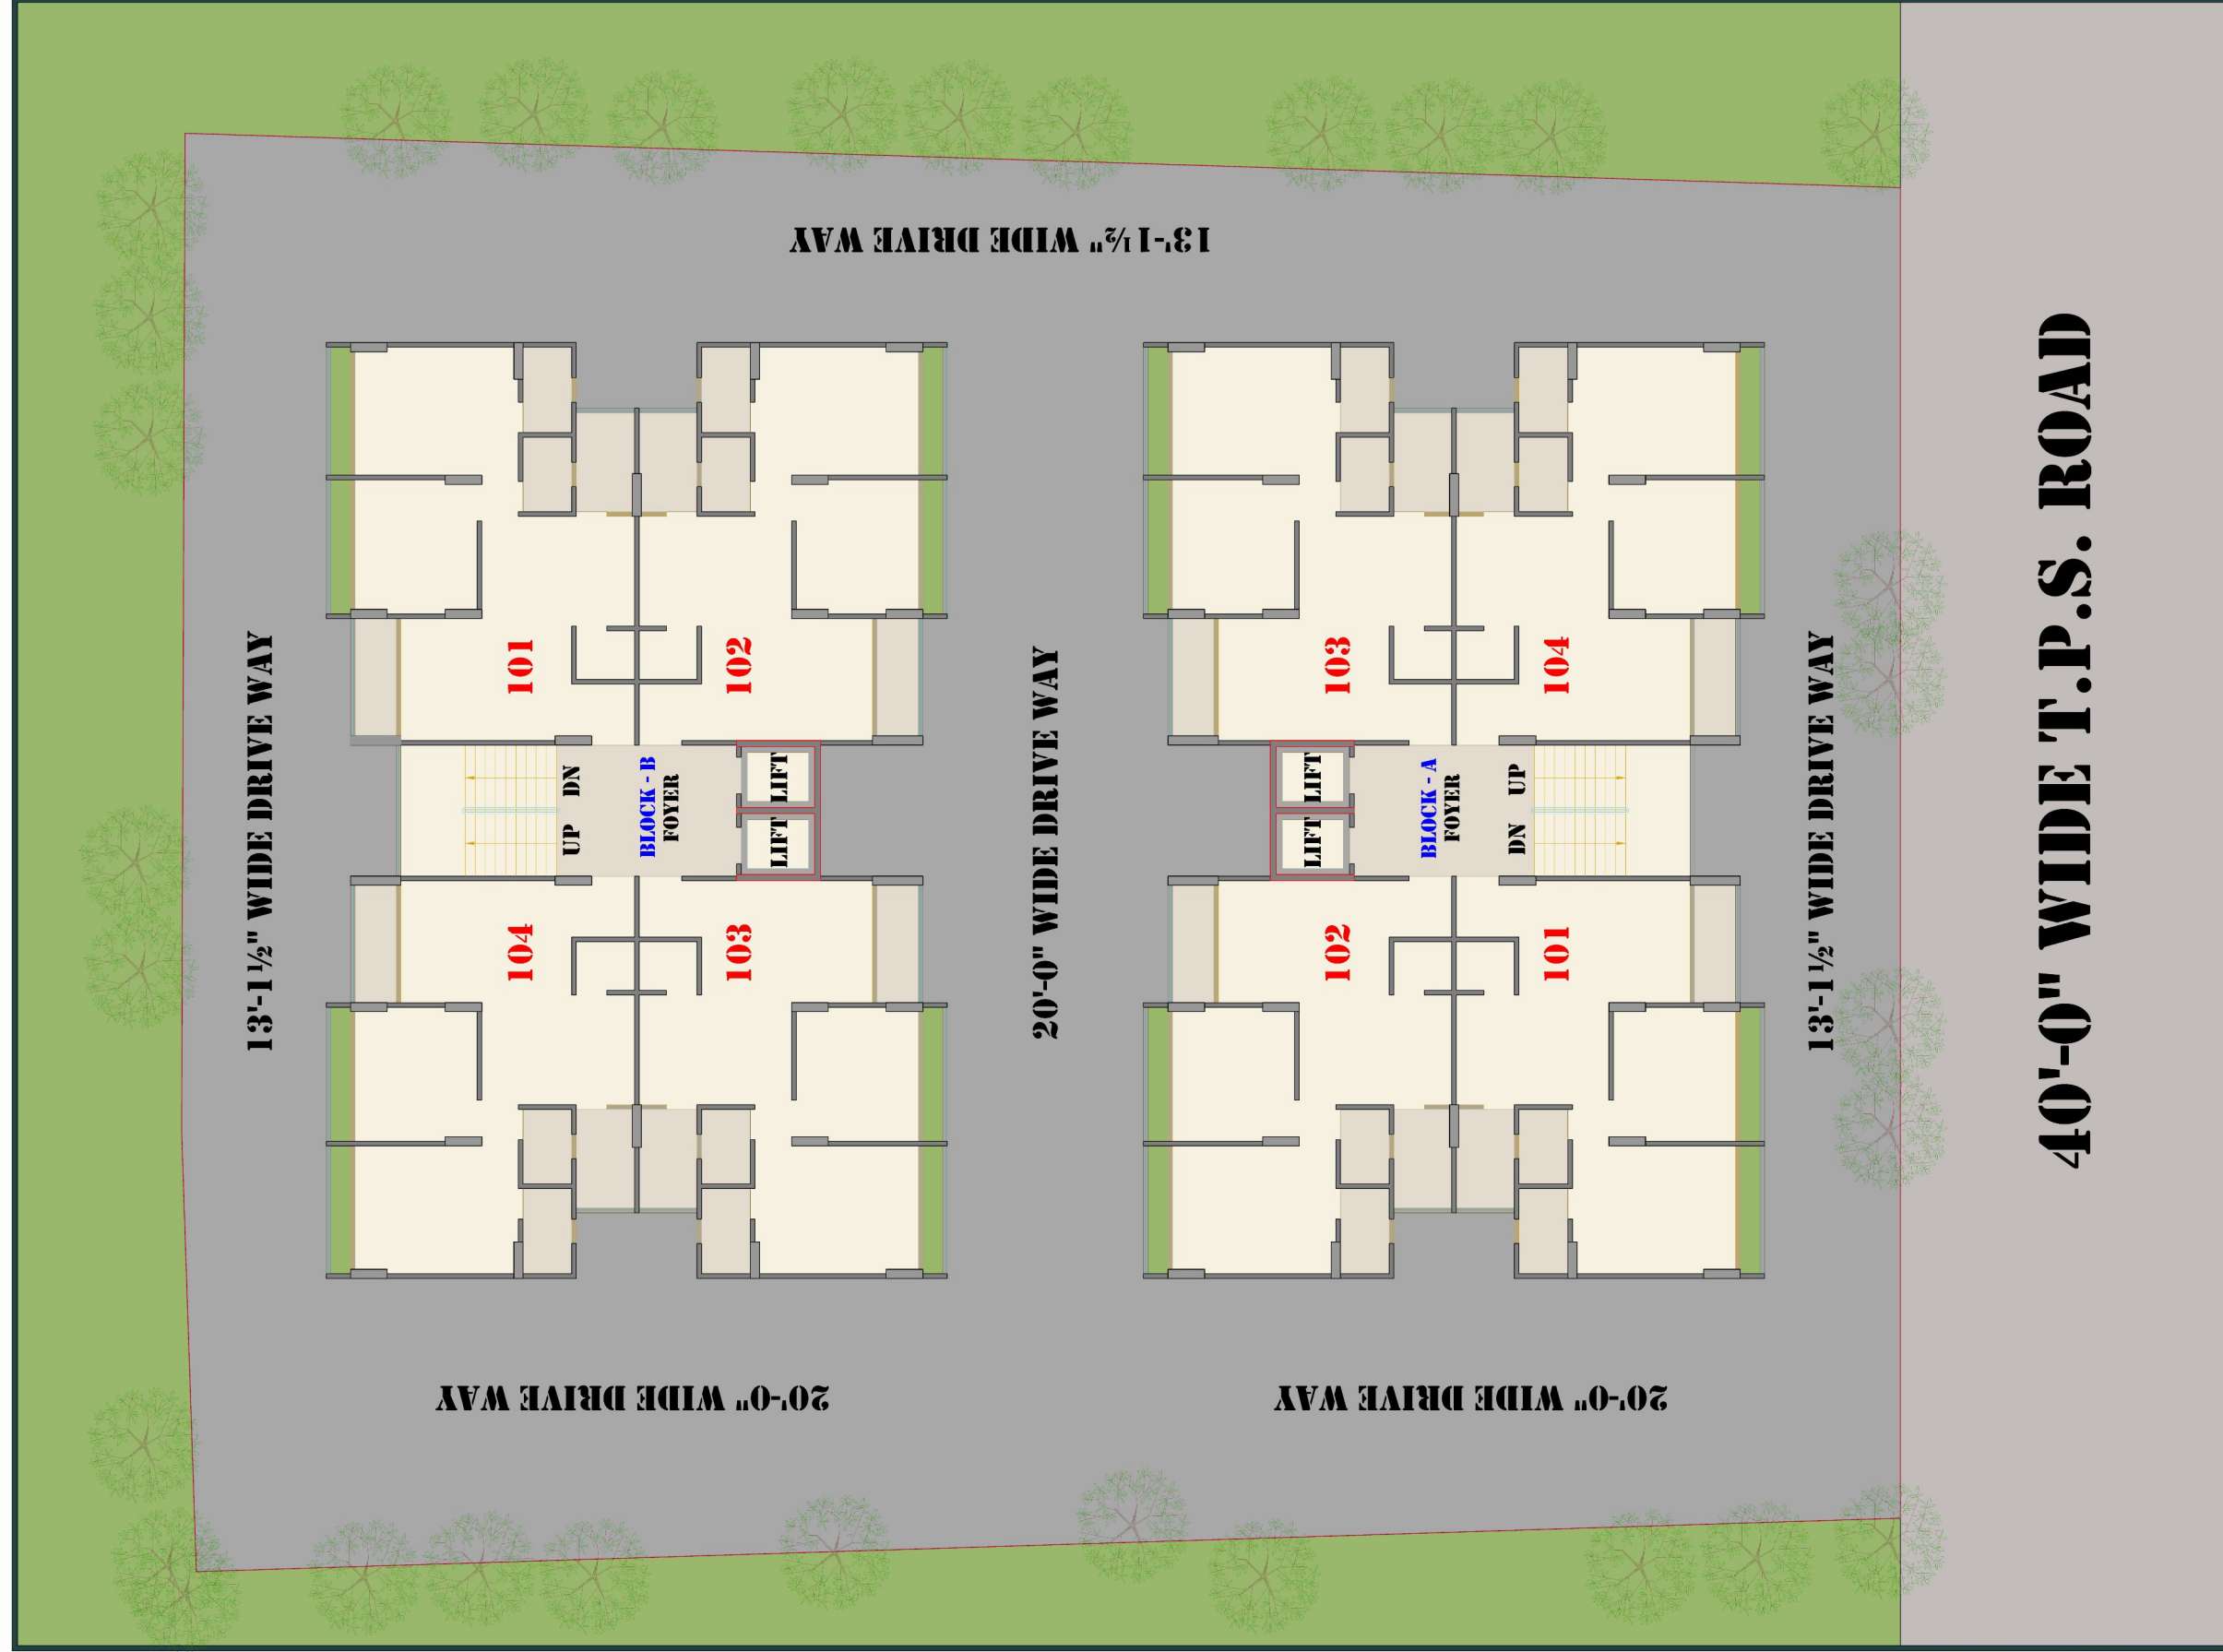 13'-1½" WIDE DRIVE WAY
13'-1½" WIDE DRIVE WAY
101
102
UP DN
BLOCK - B
FOYER
LIFT
LIFT
104
103
20'-0" WIDE DRIVE WAY
103
104
LIFT
LIFT
BLOCK - A
FOYER
DN UP
102
101
13'-1½" WIDE DRIVE WAY
40'-0" WIDE T.P.S. ROAD
20'-0" WIDE DRIVE WAY
20'-0" WIDE DRIVE WAY